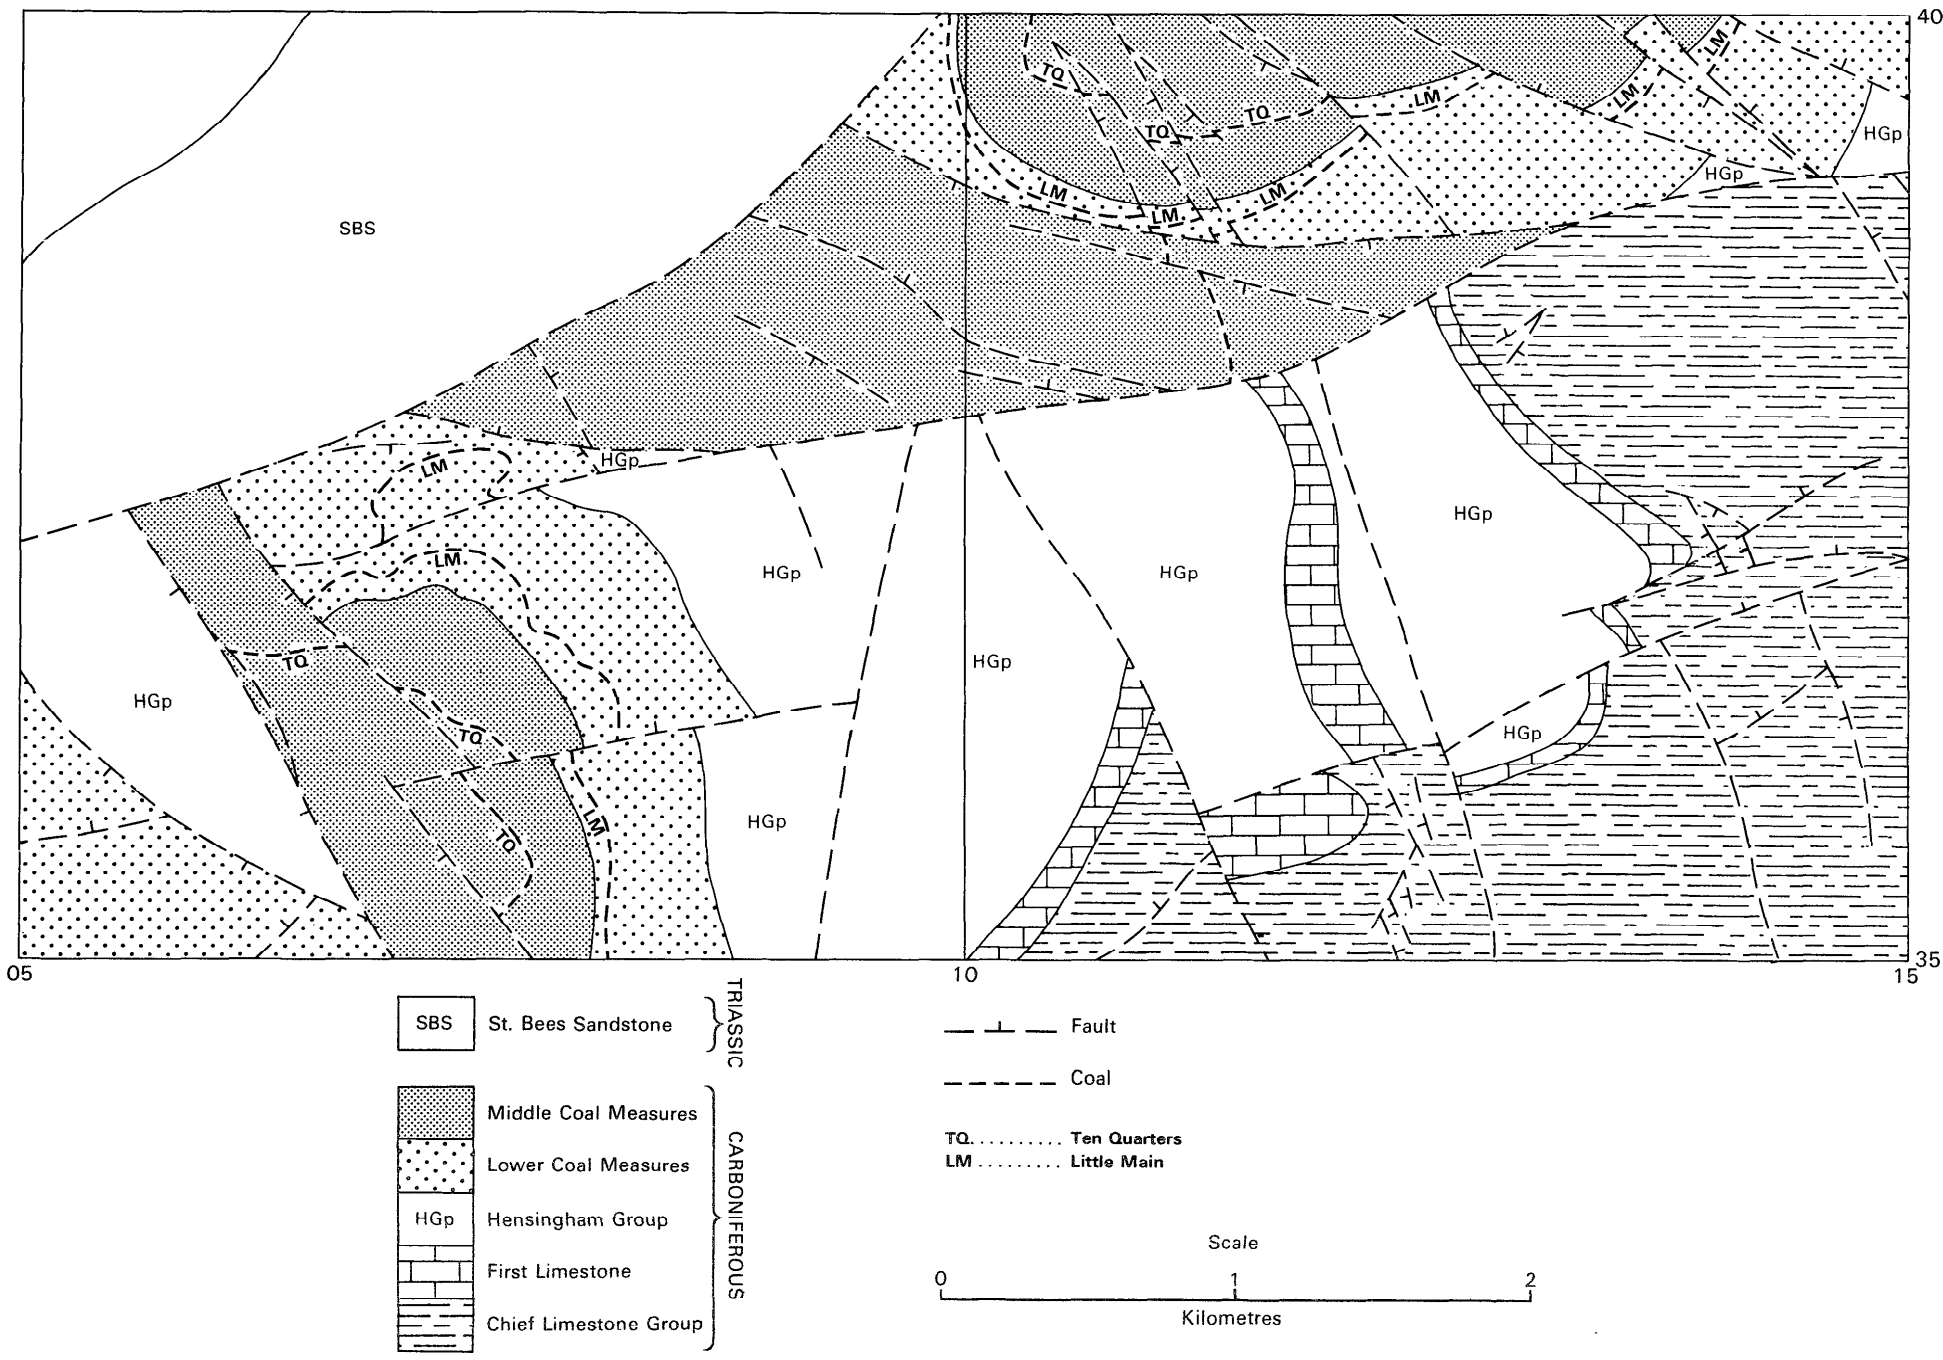 40
TQ
LM
LM
LM
TQ
TQ
HGp
HGp
LM
LM
LM
SBS
LM
HGp
HGp
LM
HGp
HGp
HGp
TQ
HGp
HGp
TQ
HGp
HGp
LM
TQ
05
10
15
35
SBS
St. Bees Sandstone
TRIASSIC
Middle Coal Measures
Lower Coal Measures
HGp
Hensingham Group
First Limestone
Chief Limestone Group
CARBONIFEROUS
Fault
Coal
TQ.......... Ten Quarters
LM ......... Little Main
Scale
0 1 2
Kilometres